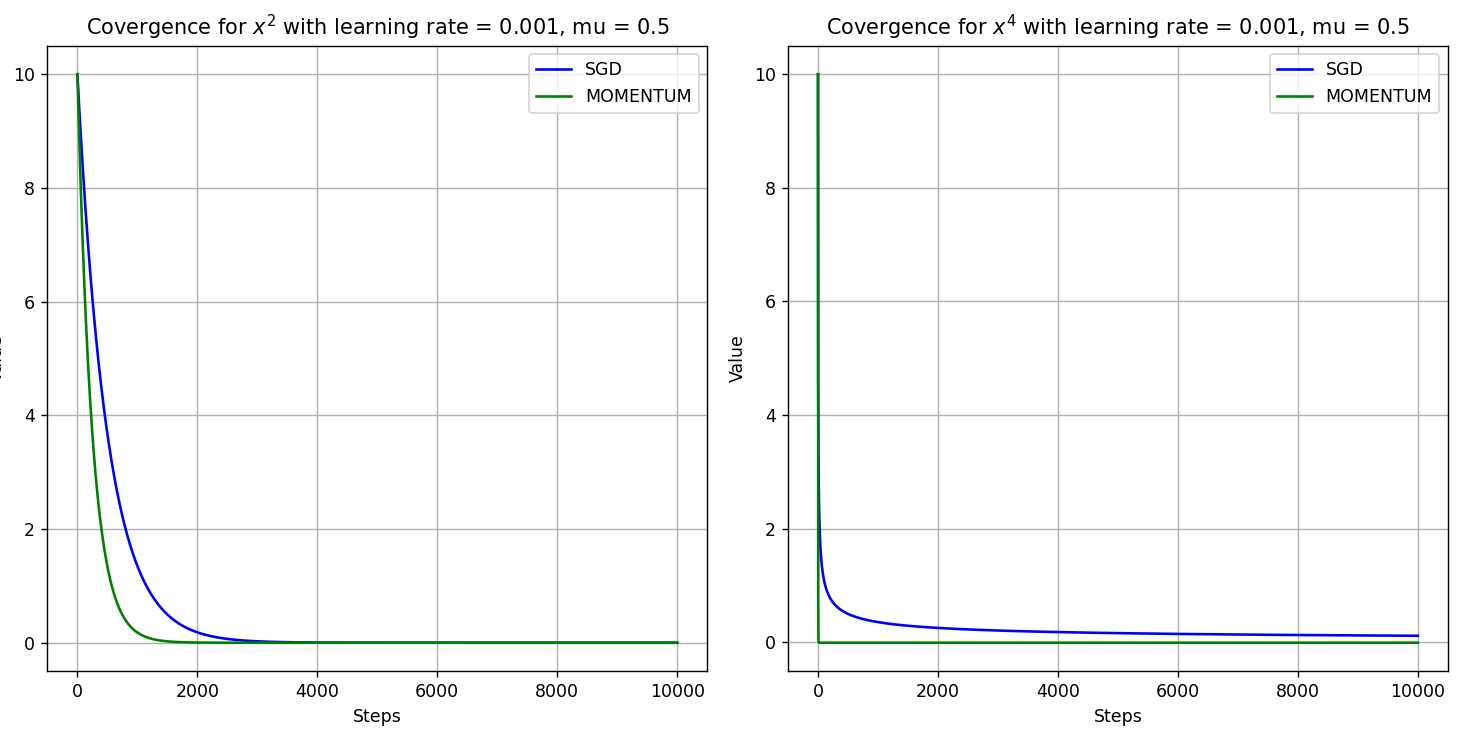 Covergence for x² with learning rate = 0.001, mu = 0.5
SGD
MOMENTUM
10
8
6
4
2
0
0 2000 4000 6000 8000 10000
Steps
Covergence for x⁴ with learning rate = 0.001, mu = 0.5
SGD
MOMENTUM
Value
10
8
6
4
2
0
0 2000 4000 6000 8000 10000
Steps